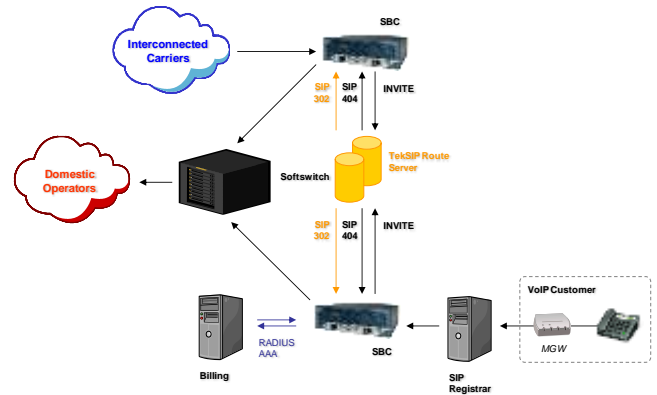 SBC
Interconnected
Carriers
SIP
302
SIP
404
INVITE
TekSIP Route
Server
Domestic
Operators
Softswitch
SIP
302
SIP
404
INVITE
VoIP Customer
MGW
RADIUS
AAA
SBC
Billing
SIP
Registrar